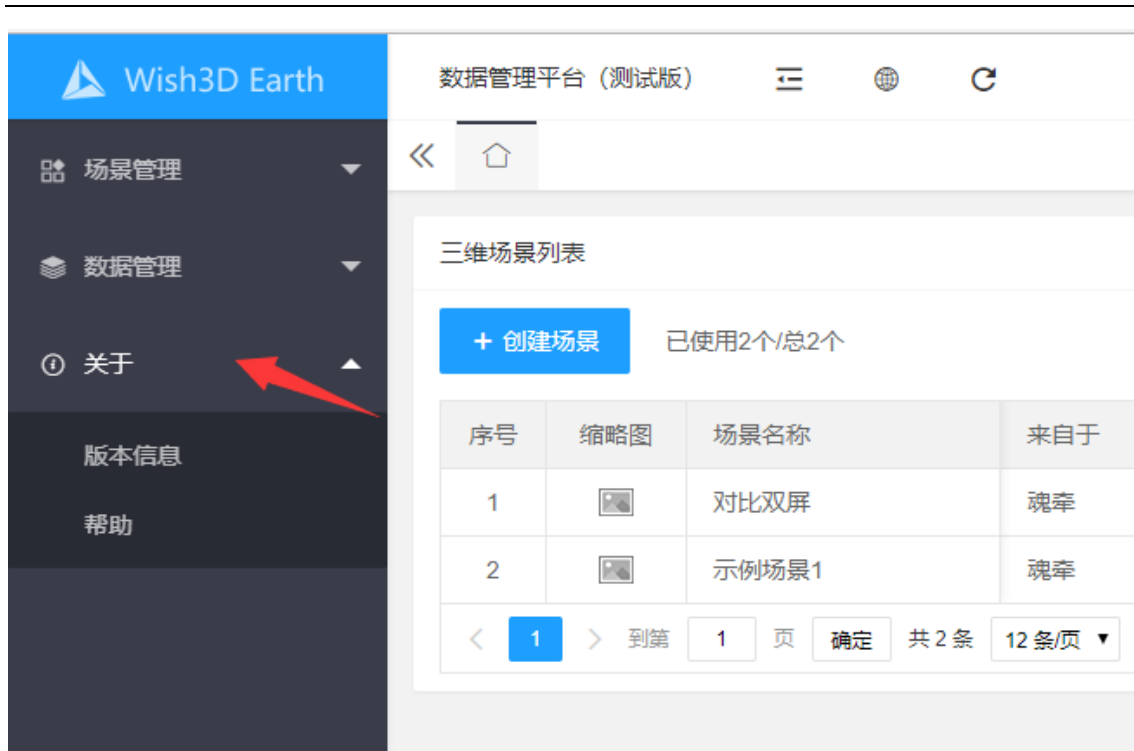 Wish3D Earth
数据管理平台（测试版）
场景管理
数据管理
关于
版本信息
帮助
三维场景列表
+ 创建场景 已使用2个/总2个
序号 缩略图 场景名称 来自于
1 对比双屏 魂牵
2 示例场景1 魂牵
1 到第 1 页 确定 共 2 条 12 条/页